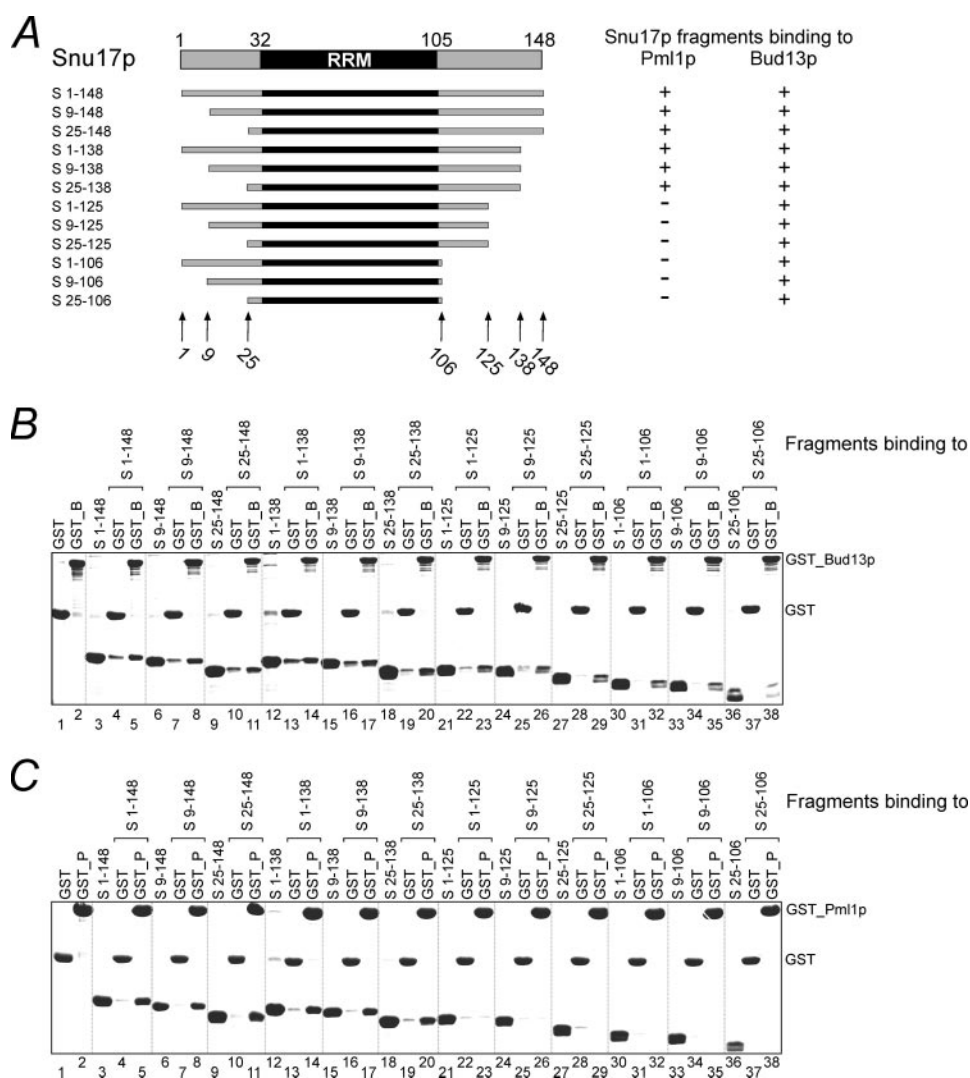 A
1 32 105 148
Snu17p RRM
Snu17p fragments binding to
Pml1p Bud13p
S 1-148 + +
S 9-148 + +
S 25-148 + +
S 1-138 + +
S 9-138 + +
S 25-138 + +
S 1-125 - +
S 9-125 - +
S 25-125 - +
S 1-106 - +
S 9-106 - +
S 25-106 - +
1 9 25 106 125 138 148
B
S 1-148 S 9-148 S 25-148 S 1-138 S 9-138 S 25-138 S 1-125 S 9-125 S 25-125 S 1-106 S 9-106 S 25-106
Fragments binding to
GST GST_B S 1-148 GST GST_B S 9-148 GST GST_B S 25-148 GST GST_B S 1-138 GST GST_B S 9-138 GST GST_B S 25-138 GST GST_B S 1-125 GST GST_B S 9-125 GST GST_B S 25-125 GST GST_B S 1-106 GST GST_B S 9-106 GST GST_B S 25-106 GST GST_B
GST_Bud13p
GST
1 2 3 4 5 6 7 8 9 10 11 12 13 14 15 16 17 18 19 20 21 22 23 24 25 26 27 28 29 30 31 32 33 34 35 36 37 38
C
S 1-148 S 9-148 S 25-148 S 1-138 S 9-138 S 25-138 S 1-125 S 9-125 S 25-125 S 1-106 S 9-106 S 25-106
Fragments binding to
GST GST_P S 1-148 GST GST_P S 9-148 GST GST_P S 25-148 GST GST_P S 1-138 GST GST_P S 9-138 GST GST_P S 25-138 GST GST_P S 1-125 GST GST_P S 9-125 GST GST_P S 25-125 GST GST_P S 1-106 GST GST_P S 9-106 GST GST_P S 25-106 GST GST_P
GST_Pml1p
GST
1 2 3 4 5 6 7 8 9 10 11 12 13 14 15 16 17 18 19 20 21 22 23 24 25 26 27 28 29 30 31 32 33 34 35 36 37 38